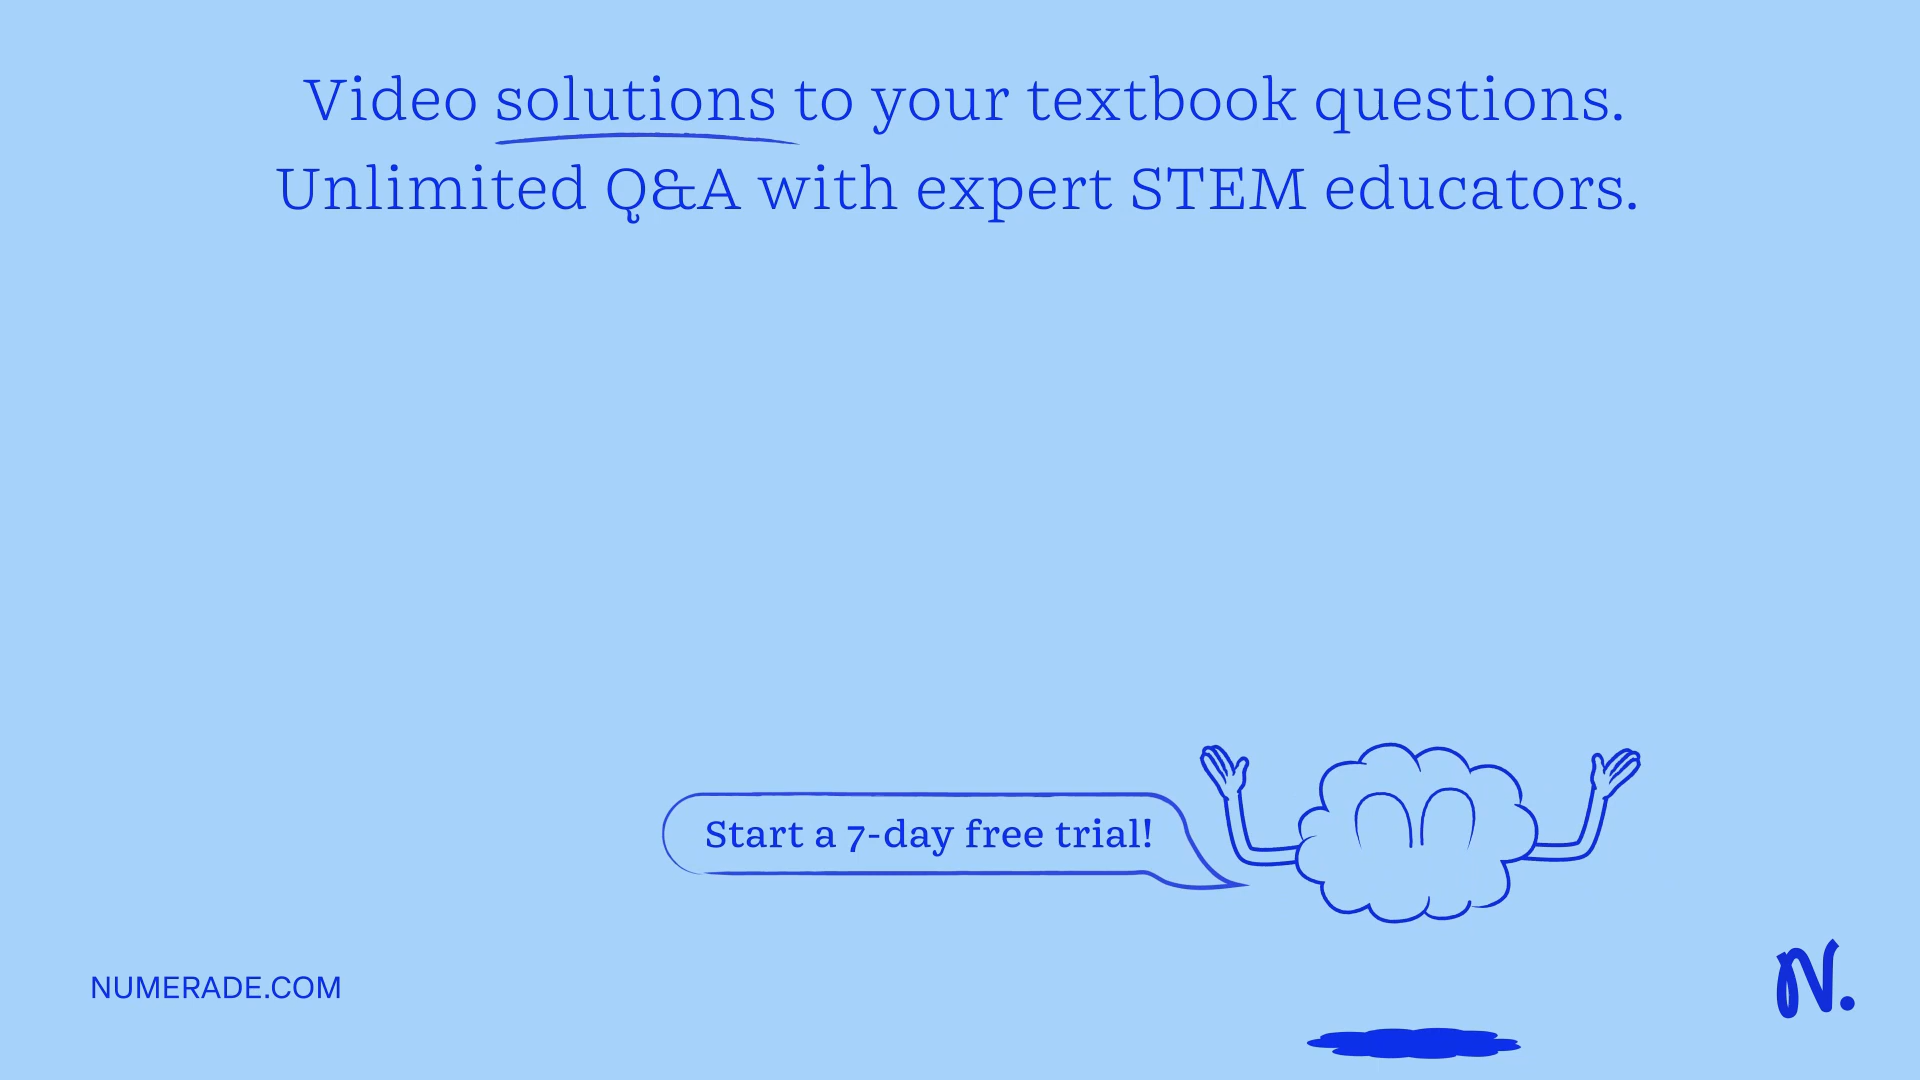 Video solutions to your textbook questions.
Unlimited Q&A with expert STEM educators.
Start a 7-day free trial!
NUMERADE.COM
N.